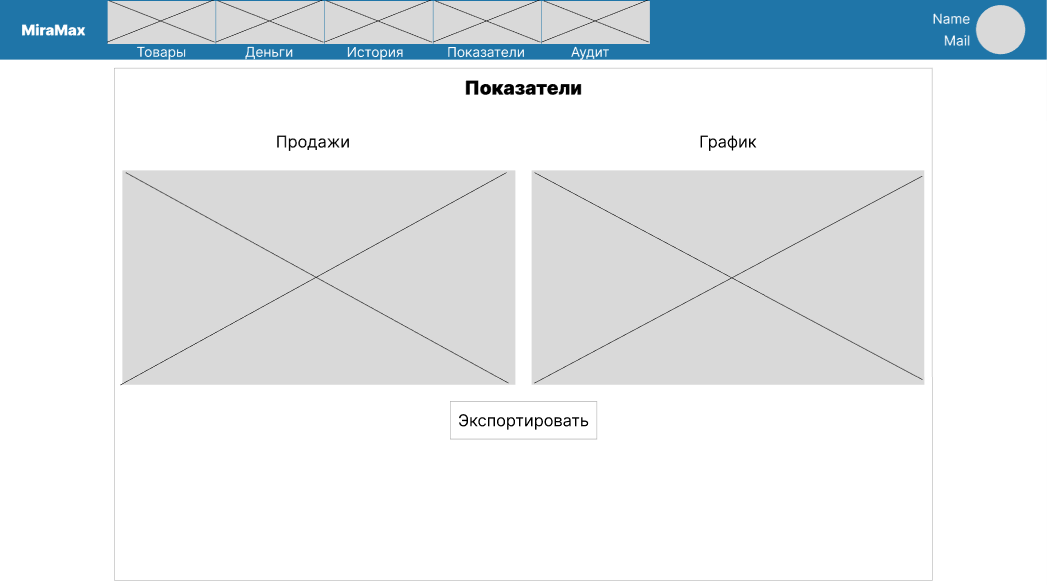 MiraMax
Товары
Деньги
История
Показатели
Аудит
Name
Mail
Показатели
Продажи
График
Экспортировать